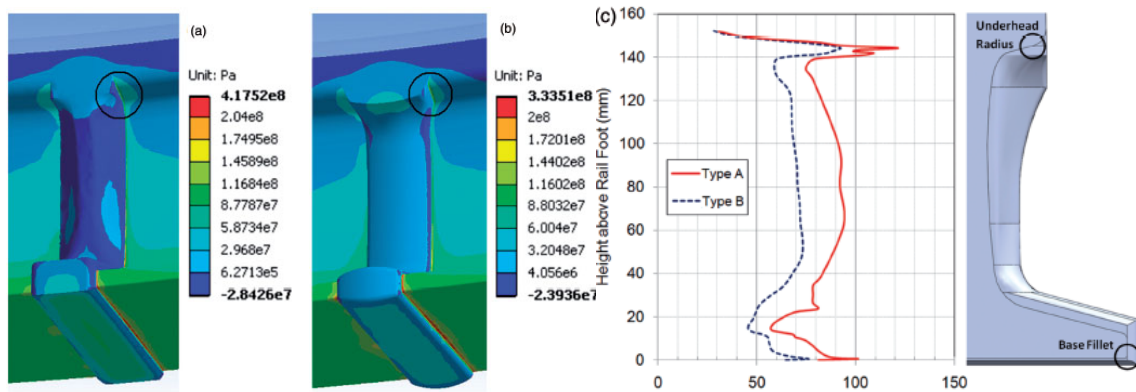 (a)
Unit: Pa
4.1752e8
2.04e8
1.7495e8
1.4589e8
1.1684e8
8.7787e7
5.8734e7
2.968e7
6.2713e5
-2.8426e7
(b)
Unit: Pa
3.3351e8
2e8
1.7201e8
1.4402e8
1.1602e8
8.8032e7
6.004e7
3.2048e7
4.056e6
-2.3936e7
(c)
Height above Rail Foot (mm)
160
140
120
100
80
60
40
20
0
Type A
Type B
0
50
100
150
Underhead
Radius
Base Fillet